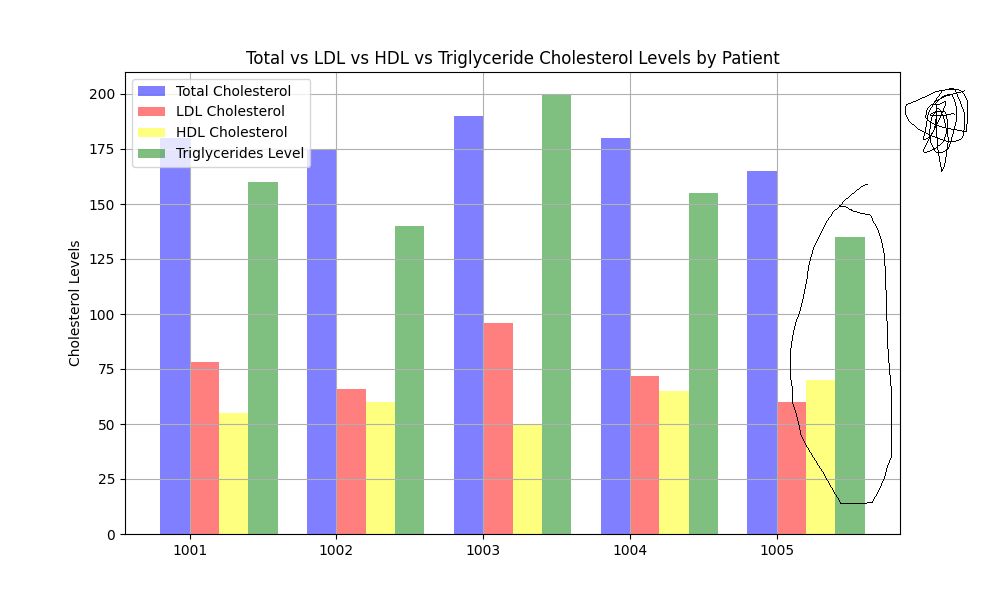 Total vs LDL vs HDL vs Triglyceride Cholesterol Levels by Patient
Total Cholesterol
LDL Cholesterol
HDL Cholesterol
Triglycerides Level
Cholesterol Levels
200
175
150
125
100
75
50
25
0
1001 1002 1003 1004 1005